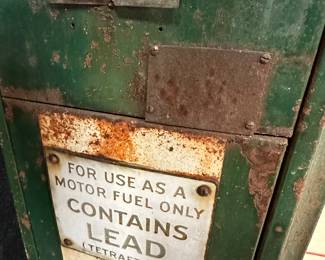 FOR USE AS A
MOTOR FUEL ONLY
CONTAINS
LEAD